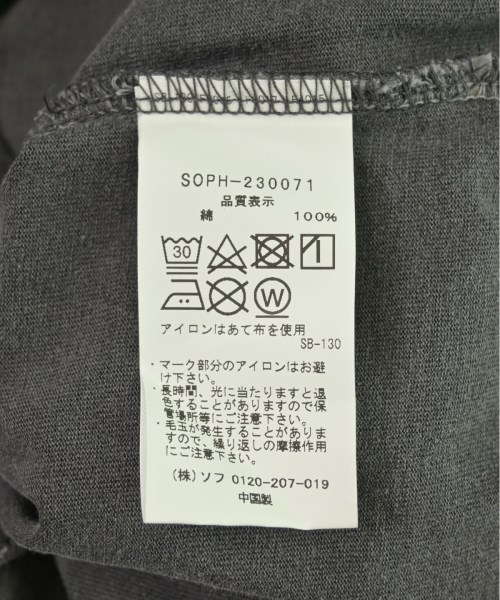 SOPH-230071
品質表示
綿 100%
30
W
アイロンはあて布を使用
SB-130
・マーク部分のアイロンはお避
け下さい。
・長時間、光に当たりますと退
色することがありますので保
管場所等にご注意下さい。
・毛玉が発生することがありま
すので、繰り返しの摩擦作用
にご注意下さい。
(株) ソフ 0120-207-019
中国製